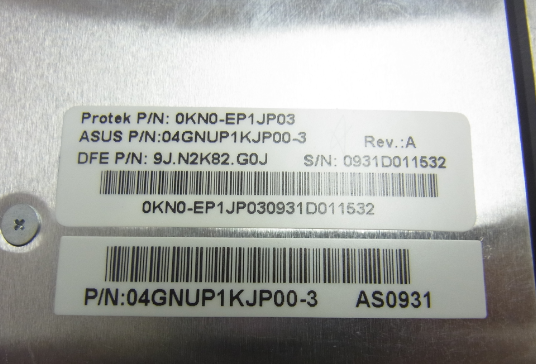 Protek P/N: 0KN0-EP1JP03
ASUS P/N:04GNUP1KJP00-3 Rev.:A
DFE P/N: 9J.N2K82.G0J S/N: 0931D011532
0KN0-EP1JP030931D011532
P/N:04GNUP1KJP00-3 AS0931